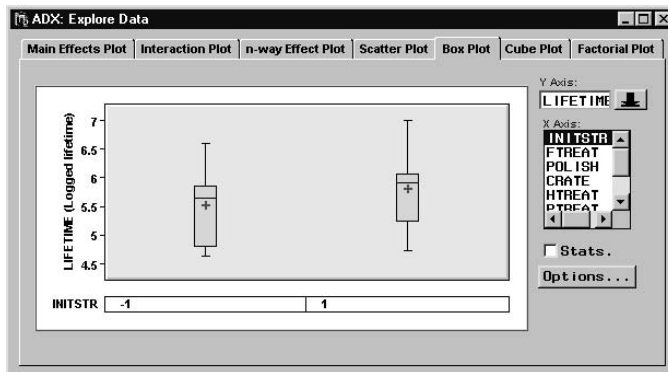 ADX: Explore Data
Main Effects Plot Interaction Plot n-way Effect Plot Scatter Plot Box Plot Cube Plot Factorial Plot
Y Axis:
LIFETIME
X Axis:
INITSTR
FTREAT
POLISH
CRATE
HTREAT
PTREAT
Stats.
Options...
LIFETIME (Logged lifetime)
7
6.5
6
5.5
5
4.5
INITSTR -1 1